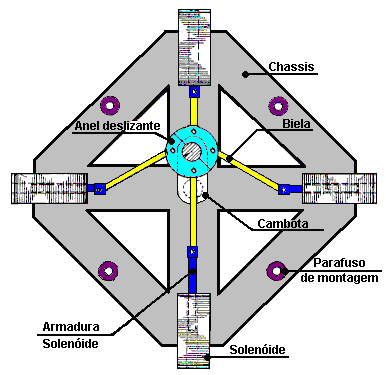 Chassis
Anel deslizante
Biela
Cambota
Parafuso
de montagem
Armadura
Solenóide
Solenóide